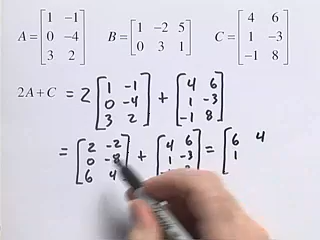 A = [1 -1; 0 -4; 3 2] B = [1 -2 5; 0 3 1] C = [4 6; 1 -3; -1 8]
2A+C = 2 [1 -1; 0 -4; 3 2] + [4 6; 1 -3; -1 8]
= [2 -2; 0 -8; 6 4] + [4 6; 1 -3; 8] = [6 4; 1